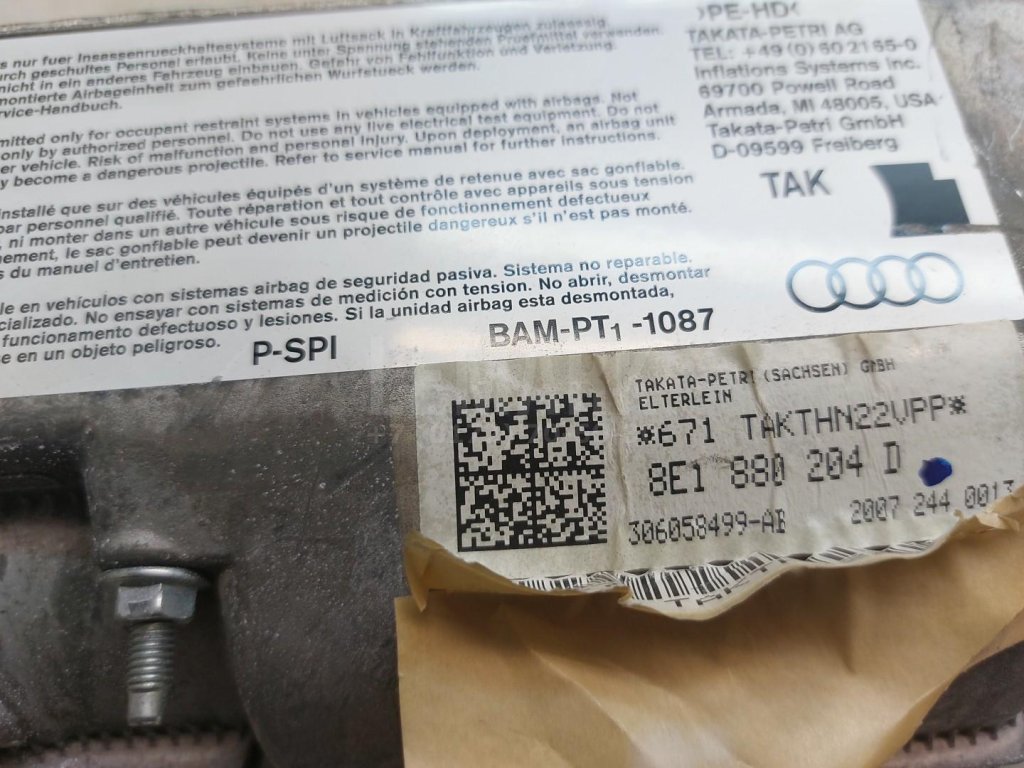 s nur fuer Insassenrueckhaltesysteme mit Luftsack in Kraftfahrzeugen zulaessig.
urch geschultes Personal erlaubt. Keine unter Spannung stehenden Pruefmittel verwenden.
nicht in ein anderes Fahrzeug einbauen. Gefahr von Fehlfunktion und Verletzung.
montierte Airbageinheit zum gefaehrlichen Wurfstueck werden.
rvice-Handbuch.
mitted only for occupant restraint systems in vehicles equipped with airbags. Not
only by authorized personnel. Do not use any live electrical test equipment. Do not
er vehicle. Risk of malfunction and personal injury. Upon deployment, an airbag unit
y become a dangerous projectile. Refer to service manual for further instructions.
installé que sur des véhicules équipés d'un système de retenue avec sac gonflable.
par personnel qualifié. Toute réparation et tout contrôle avec appareils sous tension
, ni monter dans un autre véhicule sous risque de fonctionnement defectueux
nement, le sac gonflable peut devenir un projectile dangereux s'il n'est pas monté.
s du manuel d'entretien.
le en vehículos con sistemas airbag de seguridad pasiva. Sistema no reparable.
cializado. No ensayar con sistemas de medición con tension. No abrir, desmontar
funcionamento defectuoso y lesiones. Si la unidad airbag esta desmontada,
se en un objeto peligroso.
P-SPI
BAM-PT1 -1087
>PE-HD<
TAKATA-PETRI AG
TEL: +49 (0) 60 21 65-0
Inflations Systems Inc.
69700 Powell Road
Armada, MI 48005, USA
Takata-Petri GmbH
D-09599 Freiberg
TAK
TAKATA-PETRI (SACHSEN) GmBH
ELTERLEIN
*671 TAKTHN22VPP*
8E1 880 204 D
306058499-AB
2007 244 0013